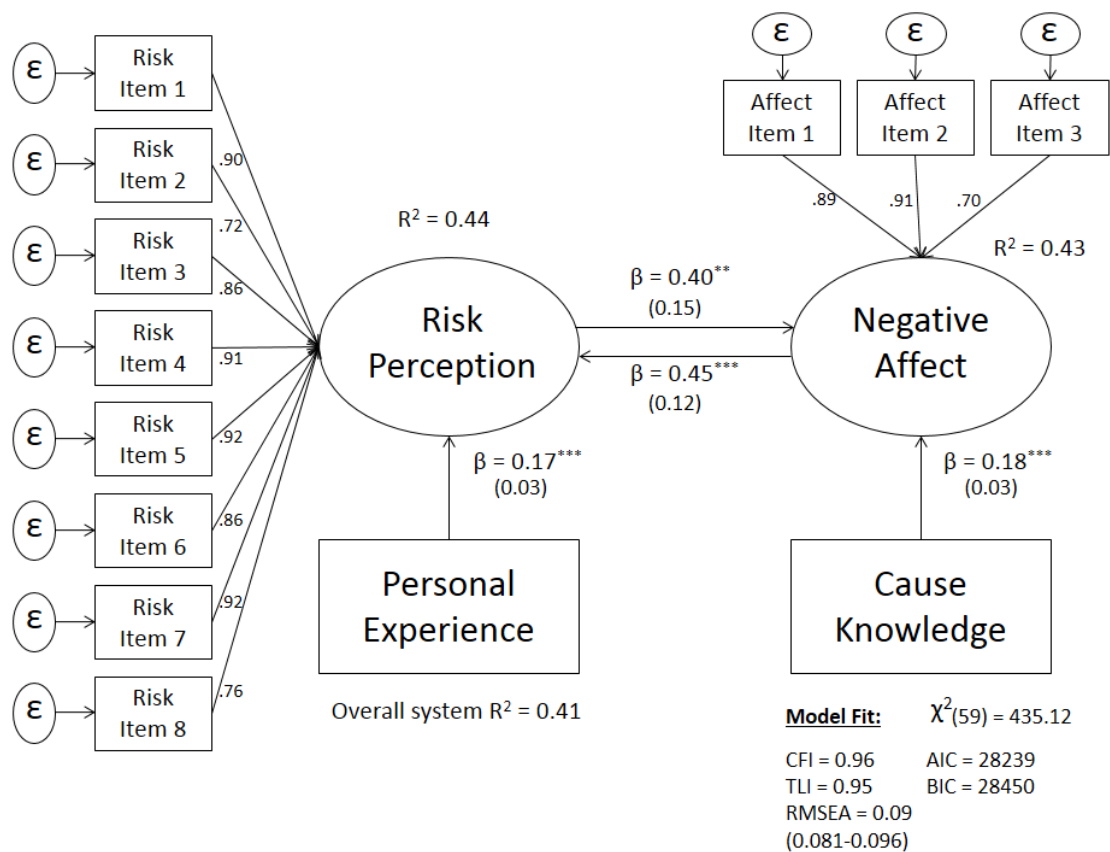 ε
Risk
Item 1
ε
Risk
Item 2
ε
Risk
Item 3
ε
Risk
Item 4
ε
Risk
Item 5
ε
Risk
Item 6
ε
Risk
Item 7
ε
Risk
Item 8
.90
.72
.86
.91
.92
.86
.92
.76
R² = 0.44
Risk
Perception
β = 0.40**
(0.15)
β = 0.45***
(0.12)
ε
ε
ε
Affect
Item 1
Affect
Item 2
Affect
Item 3
.89
.91
.70
R² = 0.43
Negative
Affect
β = 0.17***
(0.03)
Personal
Experience
β = 0.18***
(0.03)
Cause
Knowledge
Overall system R² = 0.41
Model Fit: χ²(59) = 435.12
CFI = 0.96 AIC = 28239
TLI = 0.95 BIC = 28450
RMSEA = 0.09
(0.081-0.096)